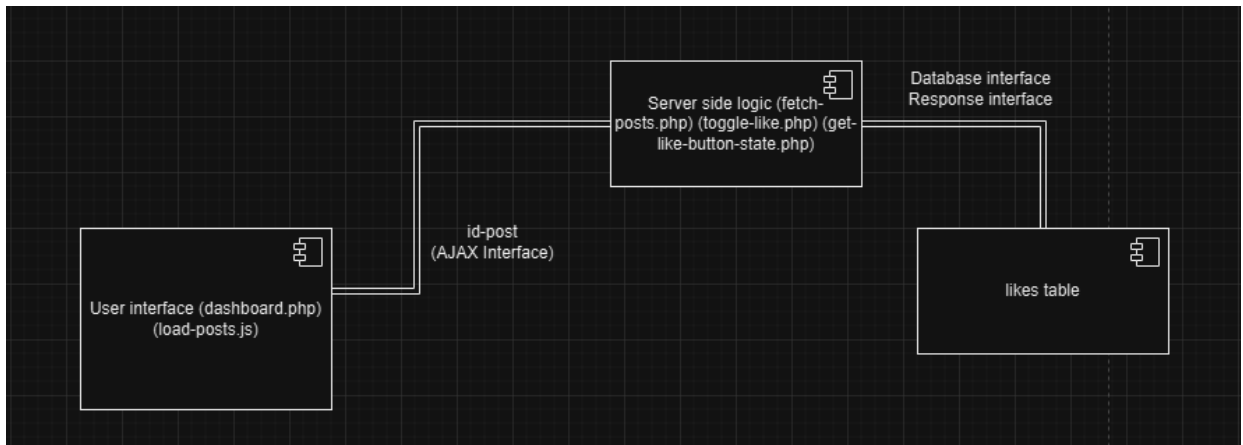 Database interface
Response interface
Server side logic (fetch-
posts.php) (toggle-like.php) (get-
like-button-state.php)
id-post
(AJAX Interface)
User interface (dashboard.php)
(load-posts.js)
likes table